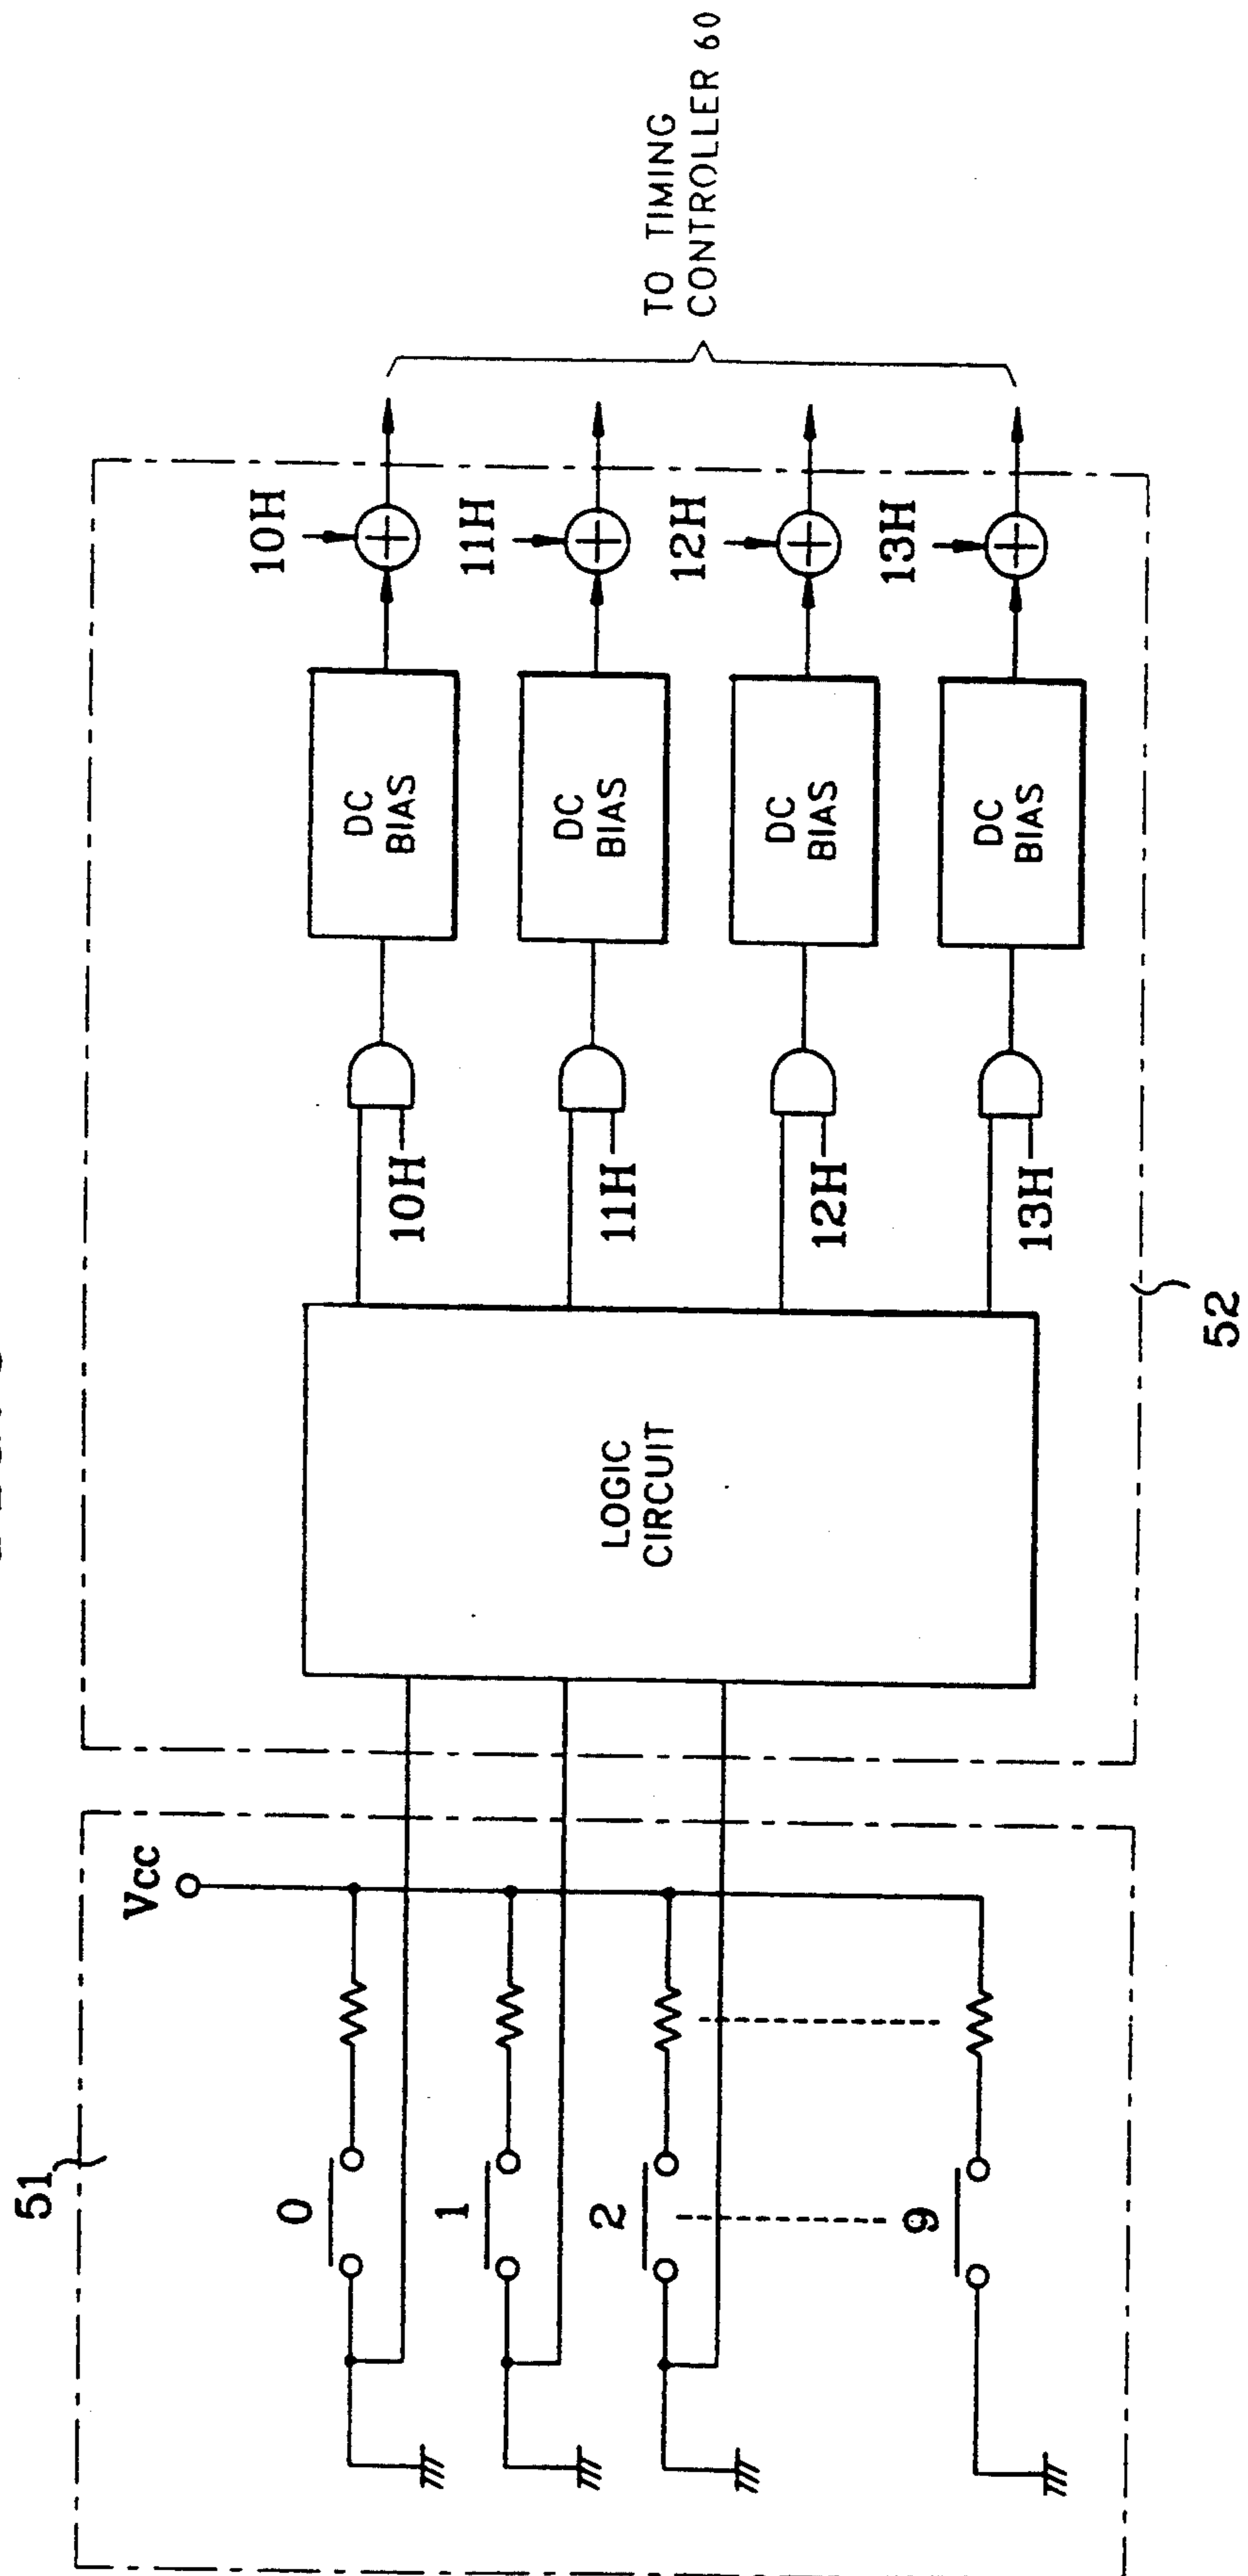 51
Vcc
0
1
2
9
LOGIC
CIRCUIT
10H
11H
12H
13H
DC
BIAS
DC
BIAS
DC
BIAS
DC
BIAS
10H
11H
12H
13H
52
TO TIMING
CONTROLLER 60